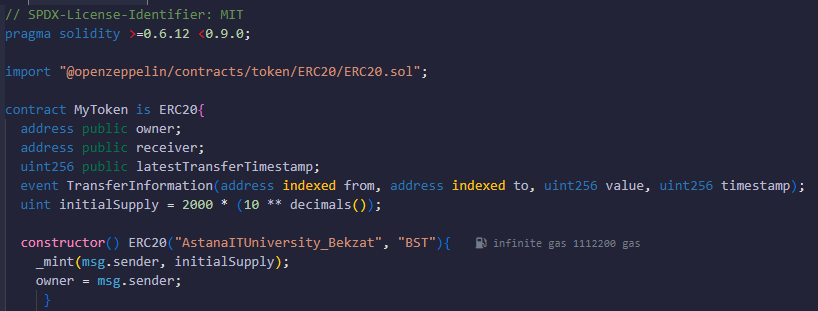 // SPDX-License-Identifier: MIT
pragma solidity >=0.6.12 <0.9.0;
import "@openzeppelin/contracts/token/ERC20/ERC20.sol";
contract MyToken is ERC20{
address public owner;
address public receiver;
uint256 public latestTransferTimestamp;
event TransferInformation(address indexed from, address indexed to, uint256 value, uint256 timestamp);
uint initialSupply = 2000 * (10 ** decimals());
constructor() ERC20("AstanaITUniversity_Bekzat", "BST"){ infinite gas 1112200 gas
_mint(msg.sender, initialSupply);
owner = msg.sender;
}